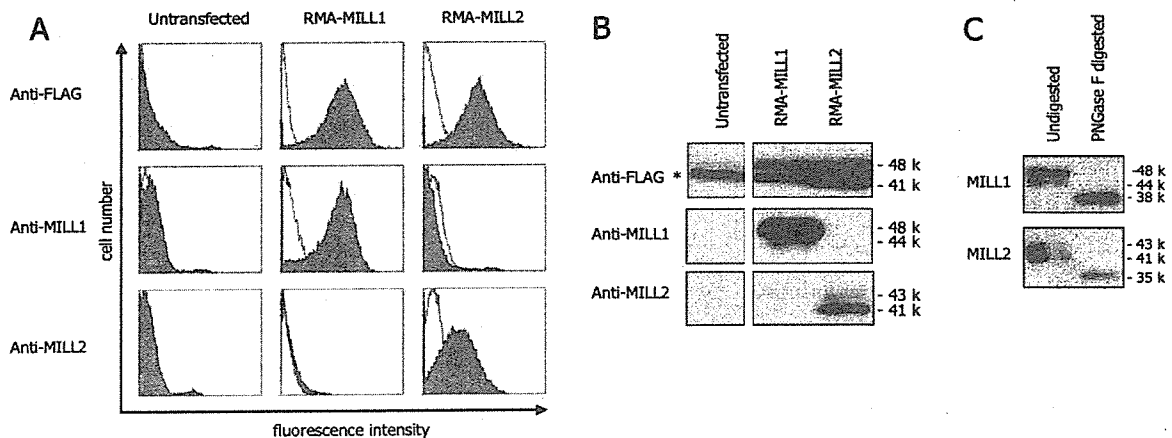 A
Untransfected
RMA-MILL1
RMA-MILL2
Anti-FLAG
Anti-MILL1
Anti-MILL2
cell number
fluorescence intensity
B
Untransfected
RMA-MILL1
RMA-MILL2
Anti-FLAG *
- 48 k
- 41 k
Anti-MILL1
- 48 k
- 44 k
Anti-MILL2
- 43 k
- 41 k
C
Undigested
PNGase F digested
MILL1
-48 k
-44 k
-38 k
MILL2
- 43 k
- 41 k
- 35 k